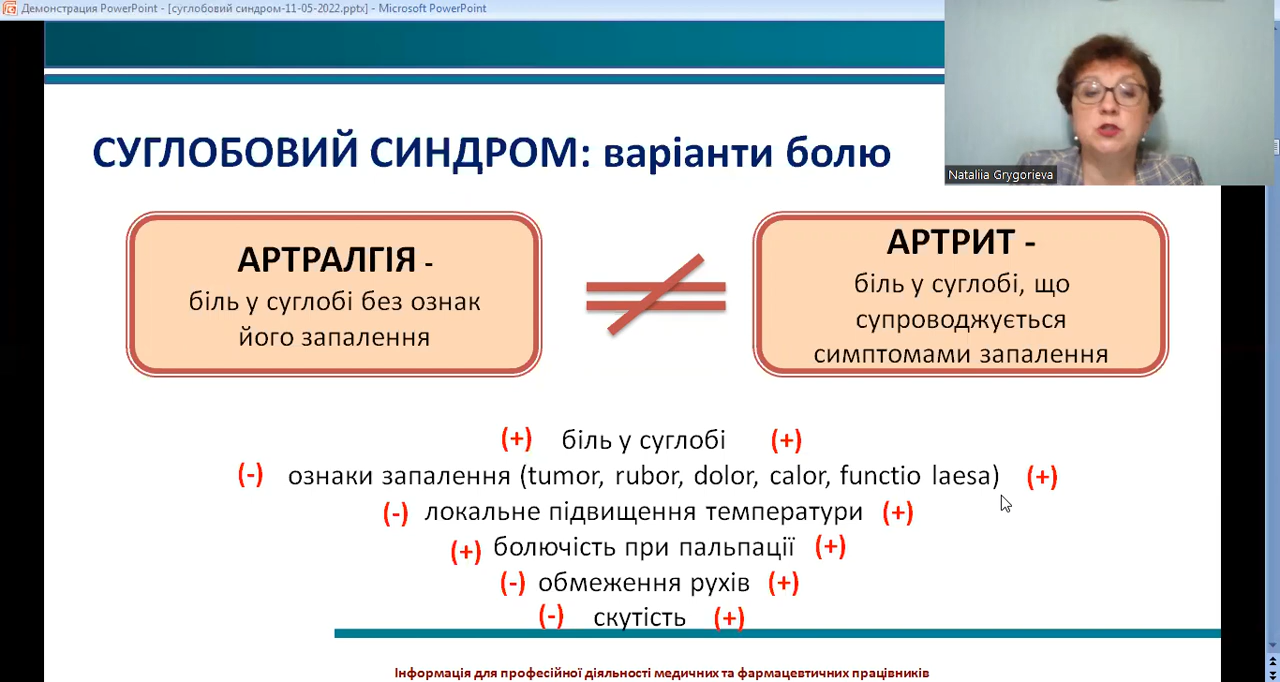 Демонстрация PowerPoint - [суглобовий синдром-11-05-2022.pptx] - Microsoft PowerPoint
Nataliia Grygorieva
СУГЛОБОВИЙ СИНДРОМ: варіанти болю
АРТРАЛГІЯ -
біль у суглобі без ознак
його запалення
≠
АРТРИТ -
біль у суглобі, що
супроводжується
симптомами запалення
(+) біль у суглобі (+)
(-) ознаки запалення (tumor, rubor, dolor, calor, functio laesa) (+)
(-) локальне підвищення температури (+)
(+) болючість при пальпації (+)
(-) обмеження рухів (+)
(-) скутість (+)
Інформація для професійної діяльності медичних та фармацевтичних працівників